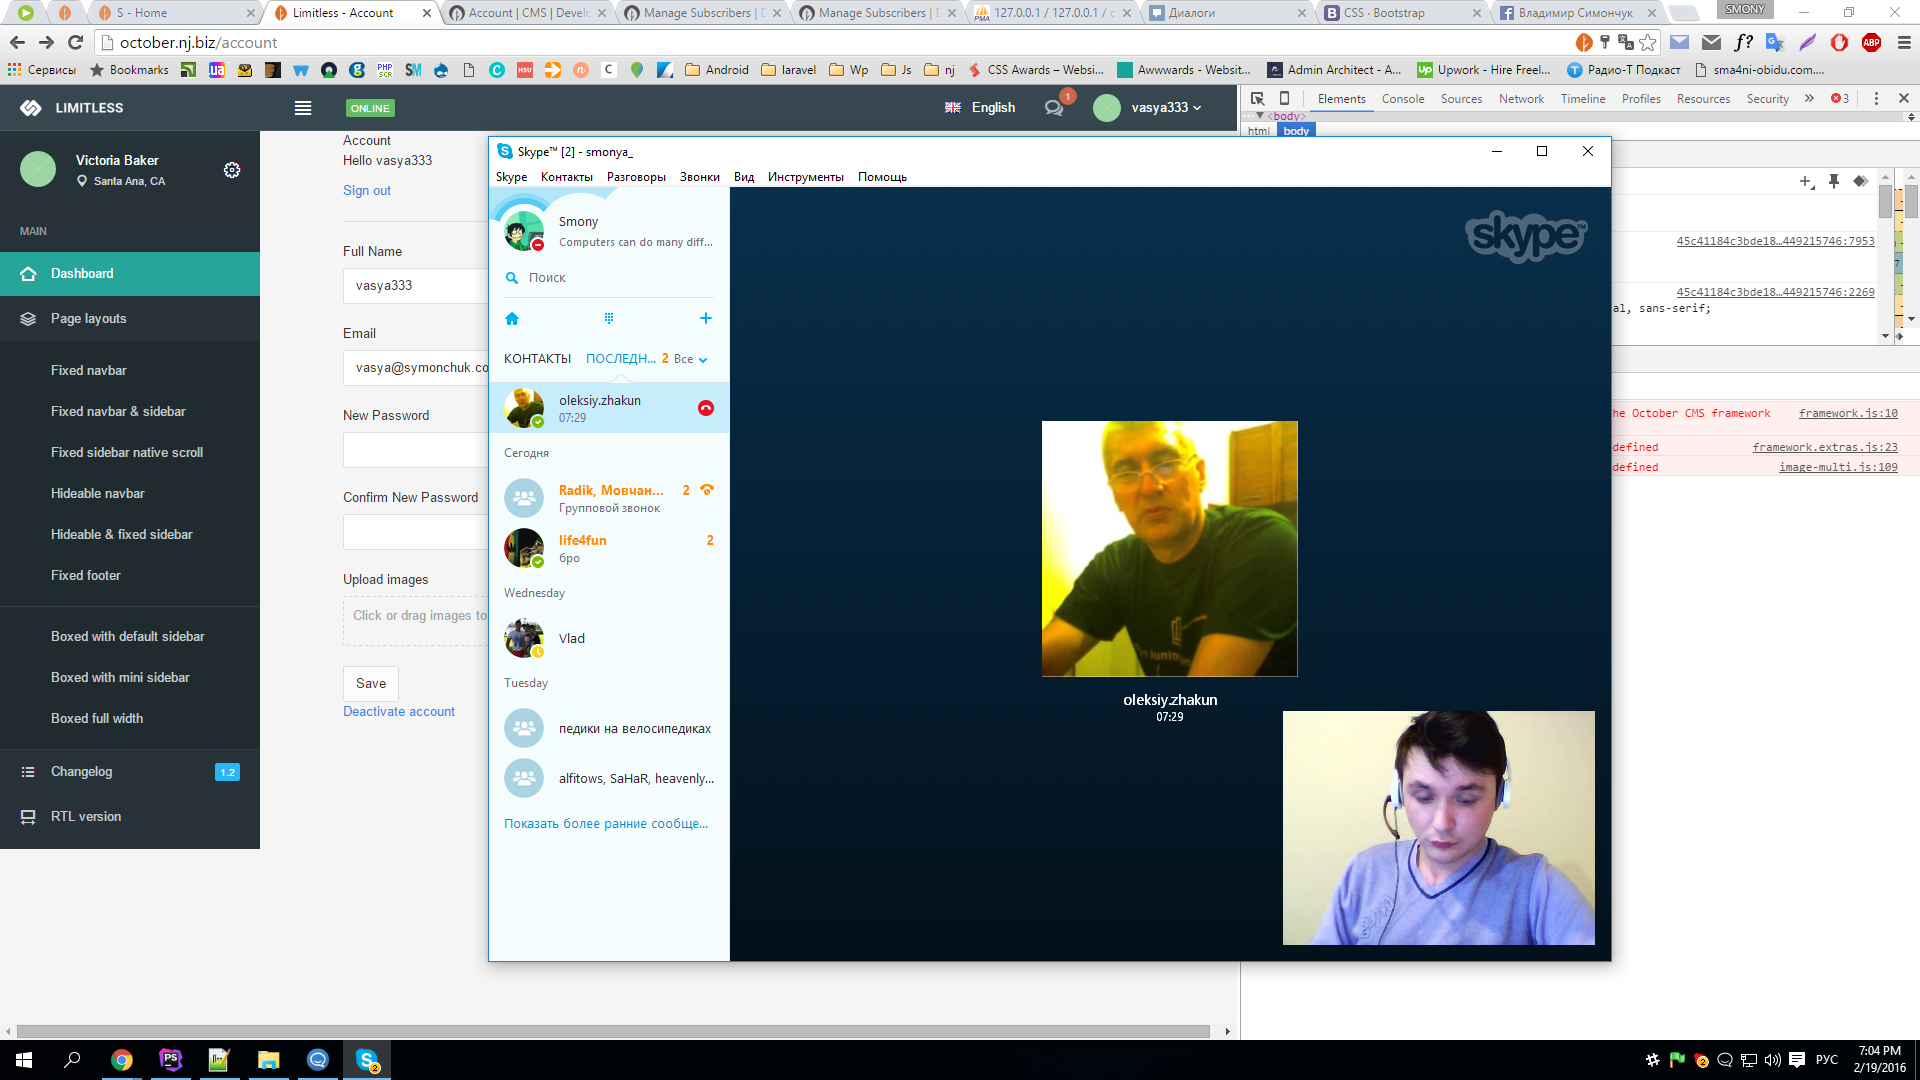 S - Home
Limitless - Account
Account | CMS | Devel
Manage Subscribers | D
Manage Subscribers | D
127.0.0.1 / 127.0.0.1 / c
Диалоги
CSS · Bootstrap
Владимир Симончук
SMONY
october.nj.biz/account
Сервисы
Bookmarks
Android
laravel
Wp
Js
nj
CSS Awards – Websi...
Awwwards - Websit...
Admin Architect - A...
Upwork - Hire Freel...
Радио-Т Подкаст
sma4ni-obidu.com....
LIMITLESS
ONLINE
English
1
vasya333
Elements
Console
Sources
Network
Timeline
Profiles
Resources
Security
3
<body>
html
body
Victoria Baker
Santa Ana, CA
MAIN
Dashboard
Page layouts
Fixed navbar
Fixed navbar & sidebar
Fixed sidebar native scroll
Hideable navbar
Hideable & fixed sidebar
Fixed footer
Boxed with default sidebar
Boxed with mini sidebar
Boxed full width
Changelog
1.2
RTL version
Account
Hello vasya333
Sign out
Full Name
vasya333
Email
vasya@symonchuk.co
New Password
Confirm New Password
Upload images
Click or drag images to
Save
Deactivate account
Skype™ [2] - smonya_
Skype
Контакты
Разговоры
Звонки
Вид
Инструменты
Помощь
Smony
Computers can do many diff...
Поиск
КОНТАКТЫ
ПОСЛЕДН...
2
Все
oleksiy.zhakun
07:29
Сегодня
Radik, Мовчан...
2
Групповой звонок
life4fun
2
бро
Wednesday
Vlad
Tuesday
педики на велосипедиках
alfitows, SaHaR, heavenly...
Показать более ранние сообще...
skype™
oleksiy.zhakun
07:29
45c41184c3bde18…449215746:7953
45c41184c3bde18…449215746:2269
al, sans-serif;
he October CMS framework
framework.js:10
defined
framework.extras.js:23
defined
image-multi.js:109
РУС
7:04 PM
2/19/2016